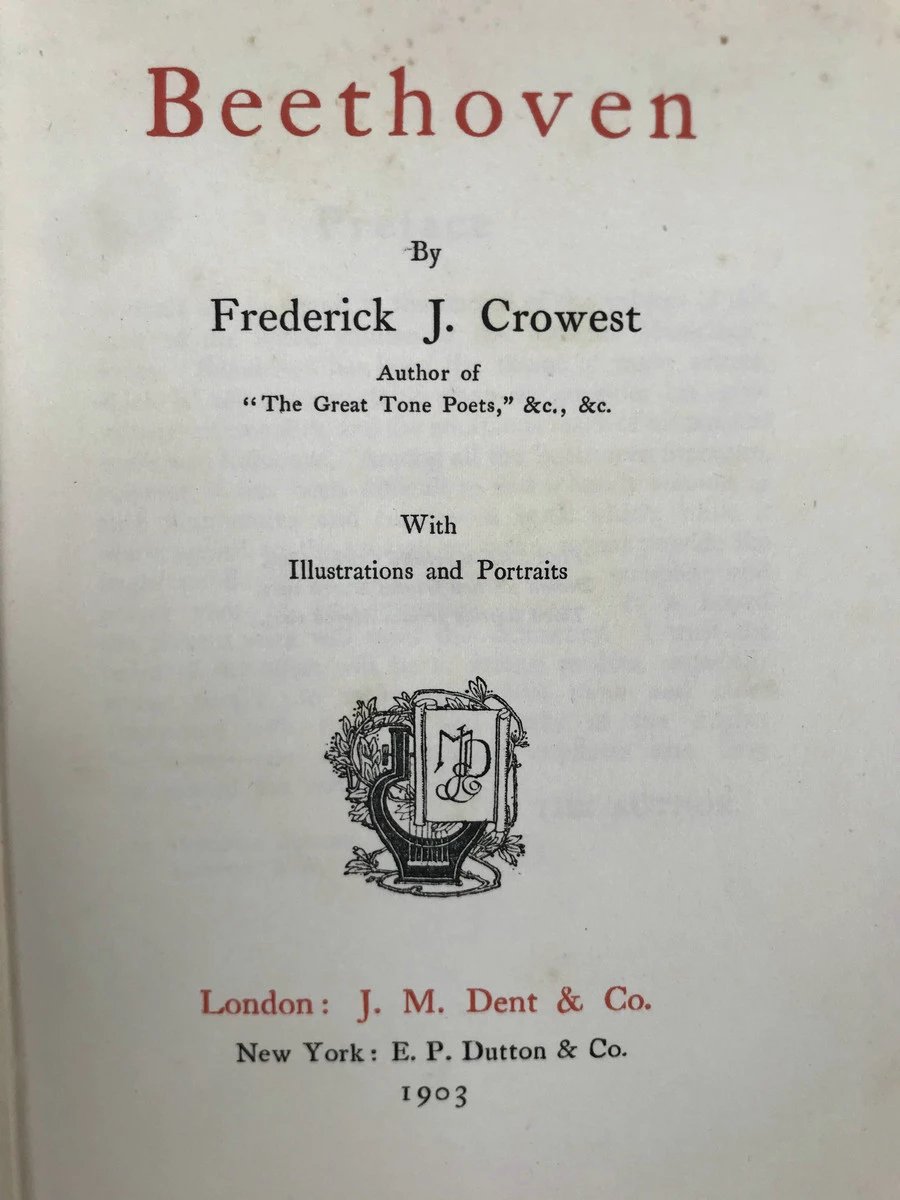 Beethoven
By
Frederick J. Crowest
Author of
“The Great Tone Poets,” &c., &c.
With
Illustrations and Portraits
London: J. M. Dent & Co.
New York: E. P. Dutton & Co.
1903